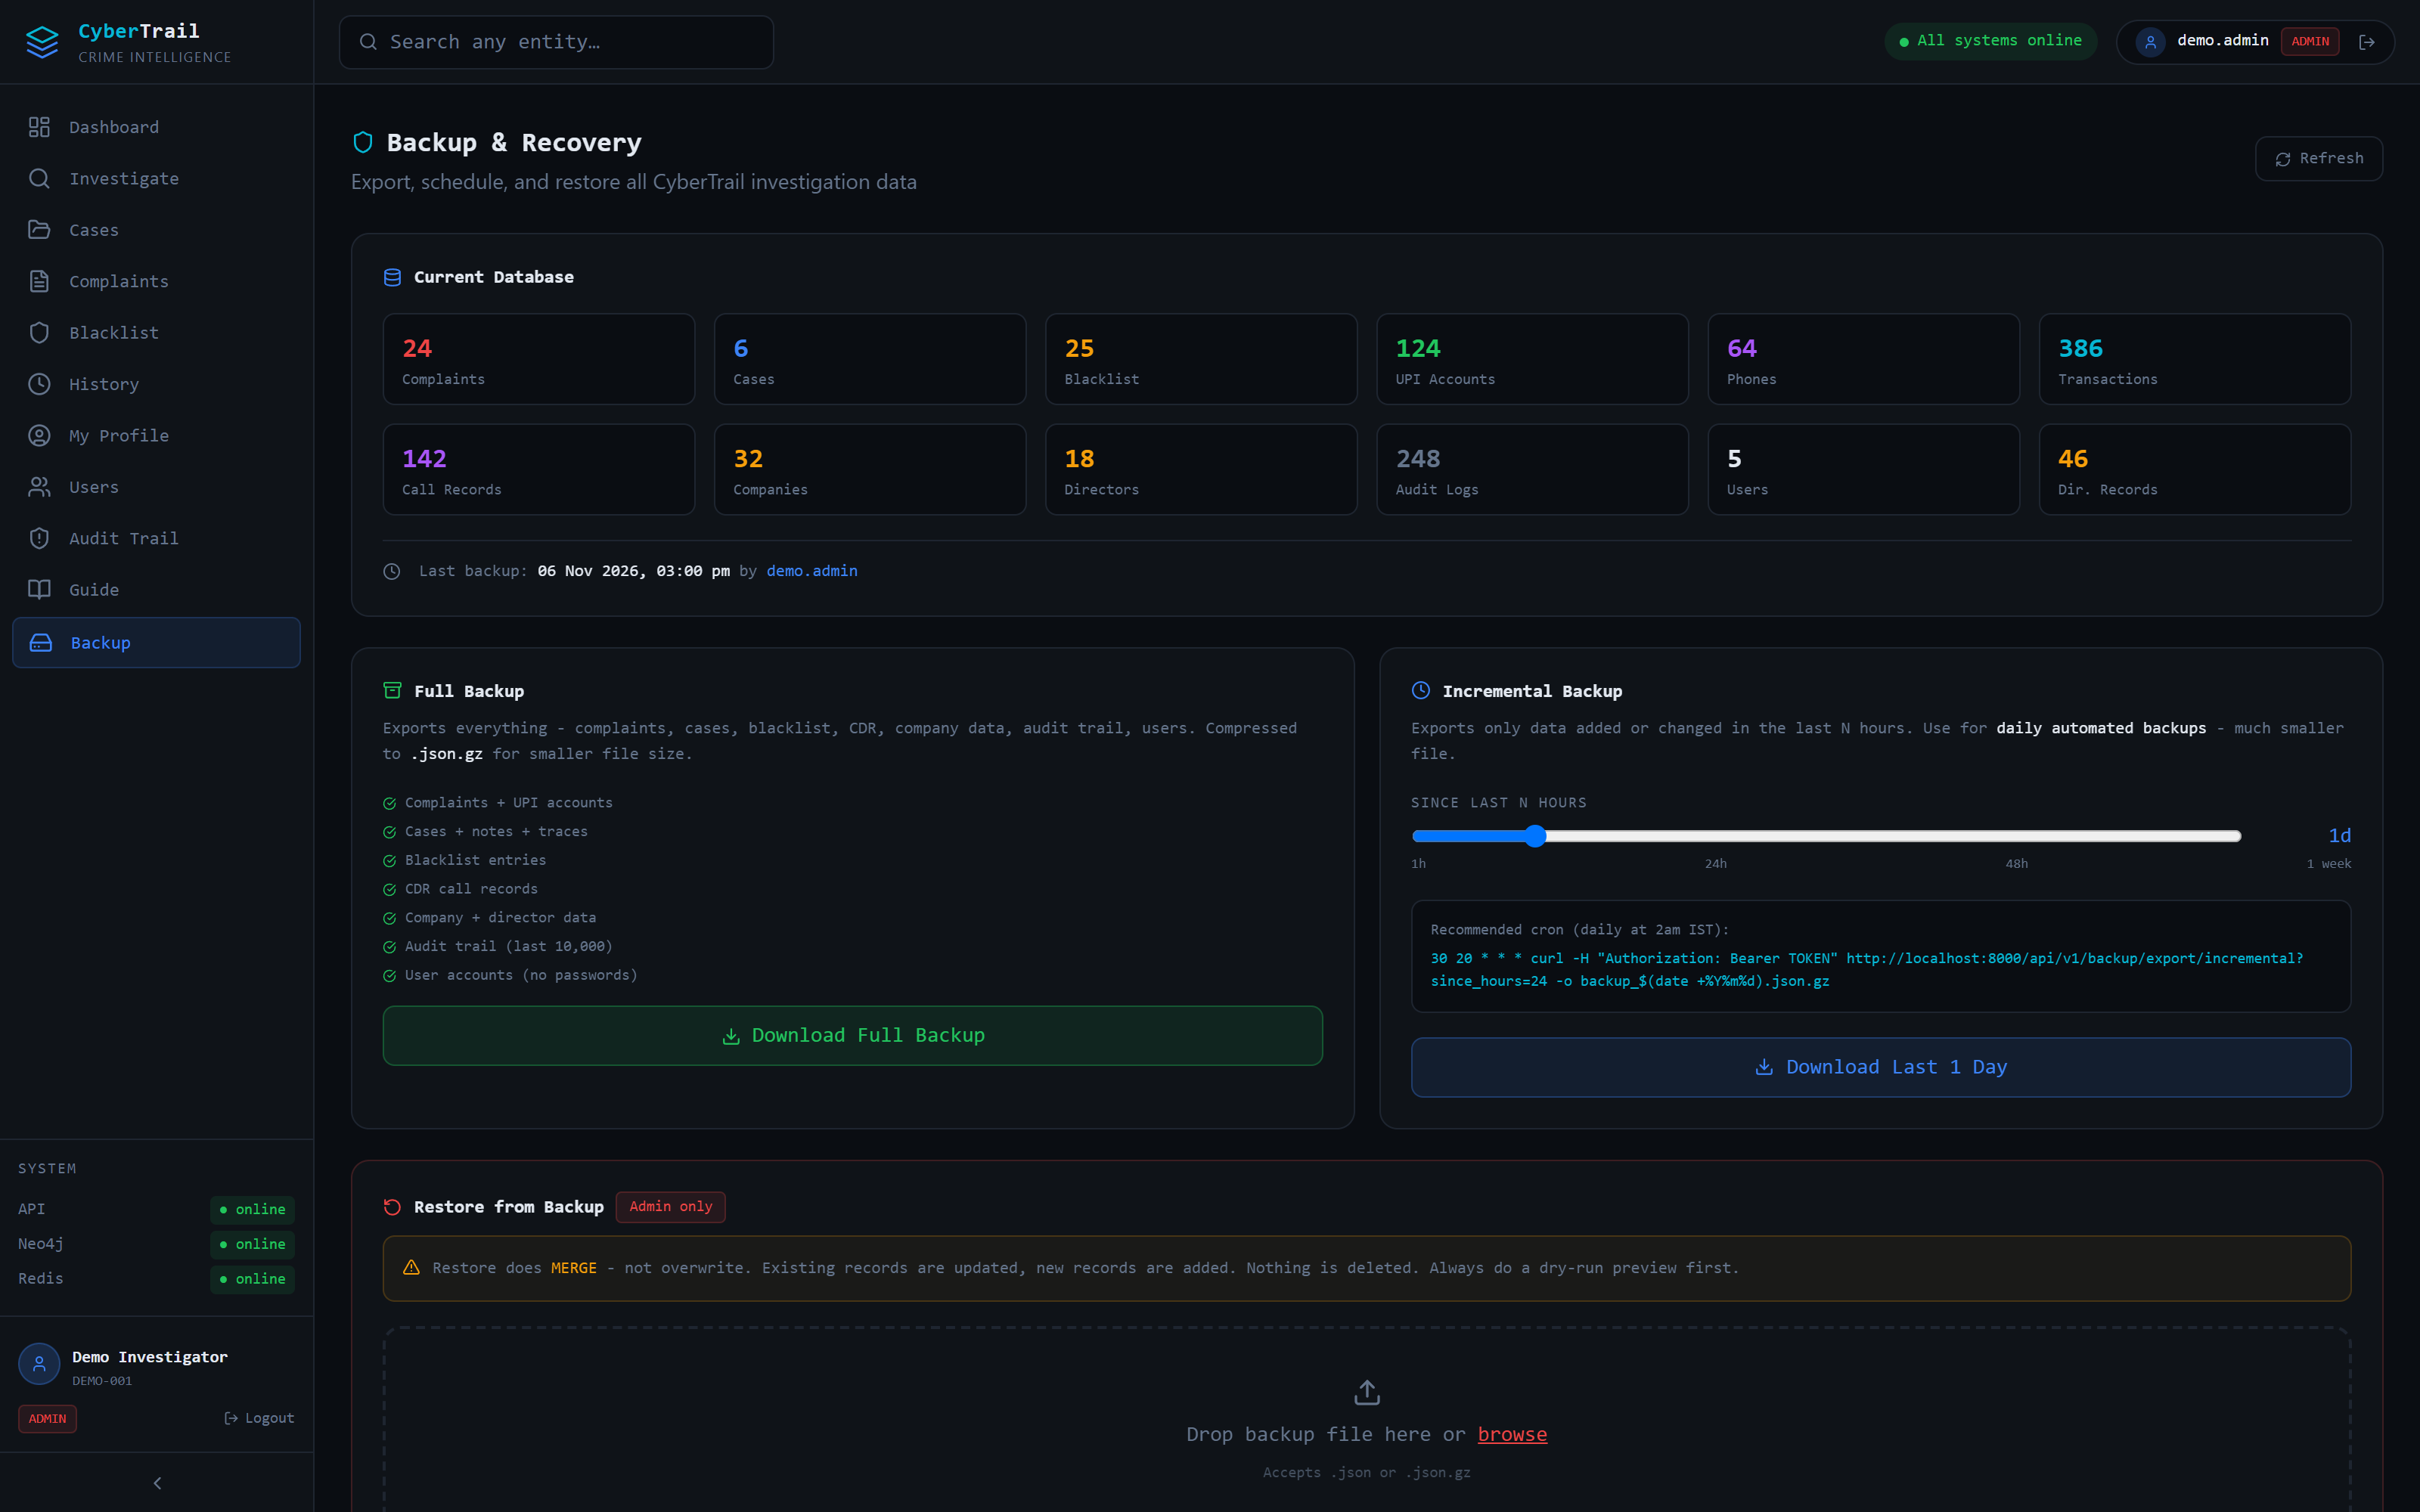 CyberTrail
CRIME INTELLIGENCE
Search any entity…
All systems online
demo.admin
ADMIN
Dashboard
Investigate
Cases
Complaints
Blacklist
History
My Profile
Users
Audit Trail
Guide
Backup
SYSTEM
API online
Neo4j online
Redis online
Demo Investigator
DEMO-001
ADMIN
Logout
Backup & Recovery
Export, schedule, and restore all CyberTrail investigation data
Refresh
Current Database
24
Complaints
6
Cases
25
Blacklist
124
UPI Accounts
64
Phones
386
Transactions
142
Call Records
32
Companies
18
Directors
248
Audit Logs
5
Users
46
Dir. Records
Last backup: 06 Nov 2026, 03:00 pm by demo.admin
Full Backup
Exports everything - complaints, cases, blacklist, CDR, company data, audit trail, users. Compressed
to .json.gz for smaller file size.
Complaints + UPI accounts
Cases + notes + traces
Blacklist entries
CDR call records
Company + director data
Audit trail (last 10,000)
User accounts (no passwords)
Download Full Backup
Incremental Backup
Exports only data added or changed in the last N hours. Use for daily automated backups - much smaller
file.
SINCE LAST N HOURS
1d
1h 24h 48h 1 week
Recommended cron (daily at 2am IST):
30 20 * * * curl -H "Authorization: Bearer TOKEN" http://localhost:8000/api/v1/backup/export/incremental?
since_hours=24 -o backup_$(date +%Y%m%d).json.gz
Download Last 1 Day
Restore from Backup
Admin only
Restore does MERGE - not overwrite. Existing records are updated, new records are added. Nothing is deleted. Always do a dry-run preview first.
Drop backup file here or browse
Accepts .json or .json.gz